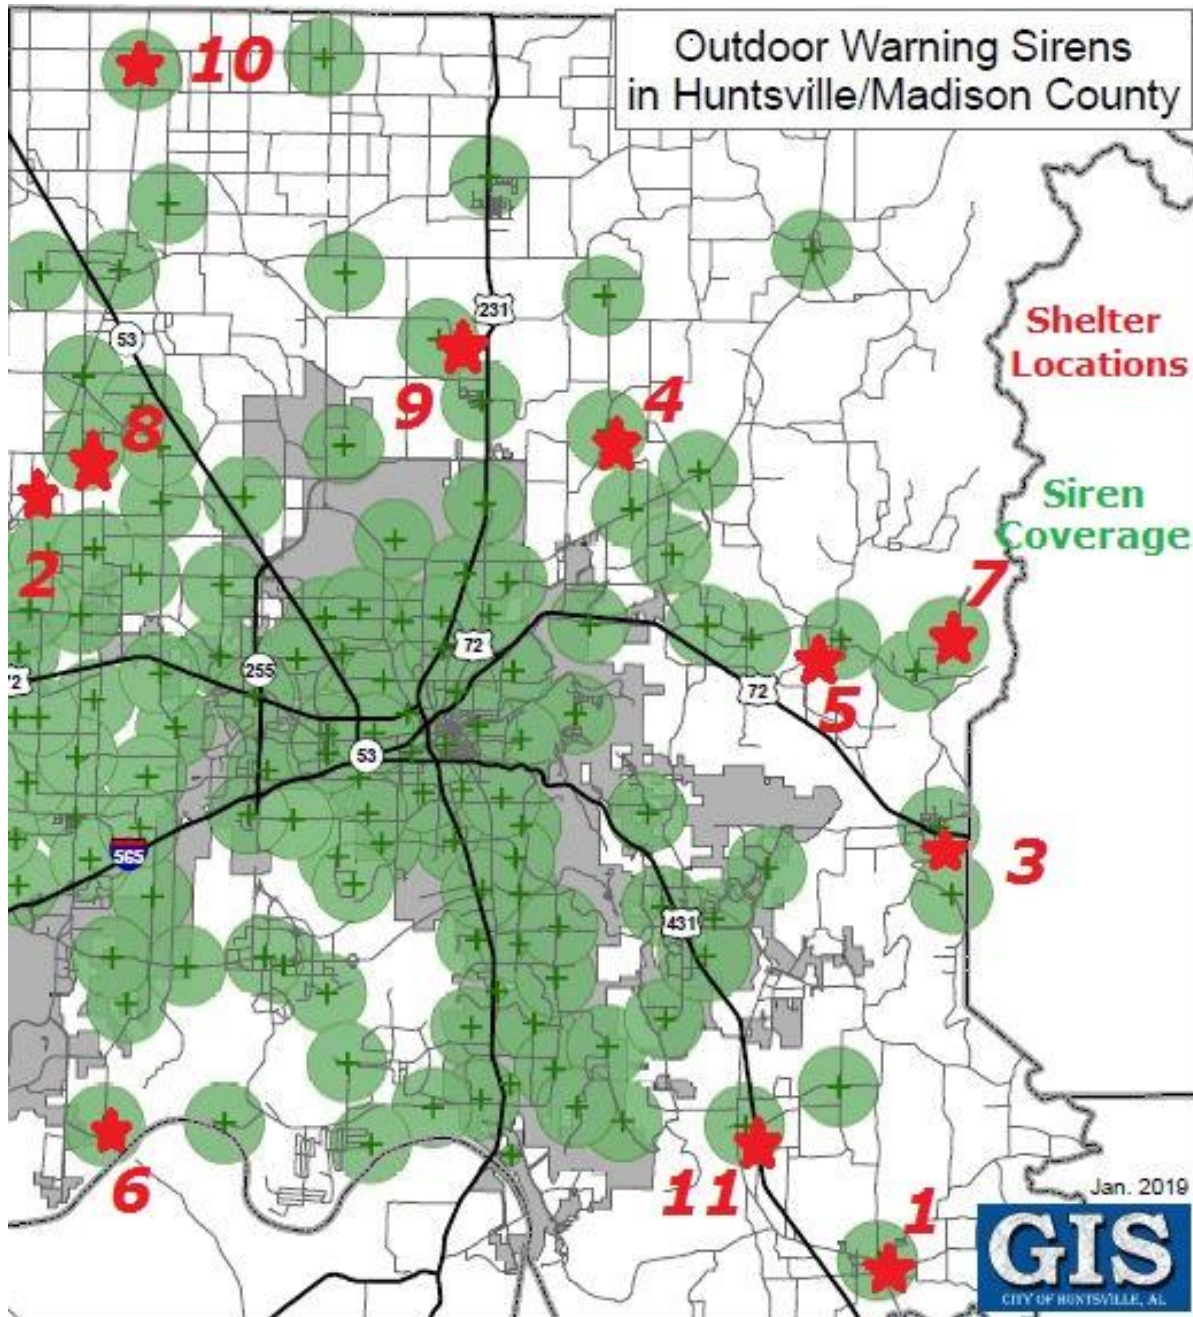 Outdoor Warning Sirens
in Huntsville/Madison County
10
231
53
Shelter
Locations
9
4
8
Siren
Coverage
2
7
72
255
72
72
5
53
565
3
431
6
11
1
Jan. 2019
GIS
CITY OF HUNTSVILLE, AL